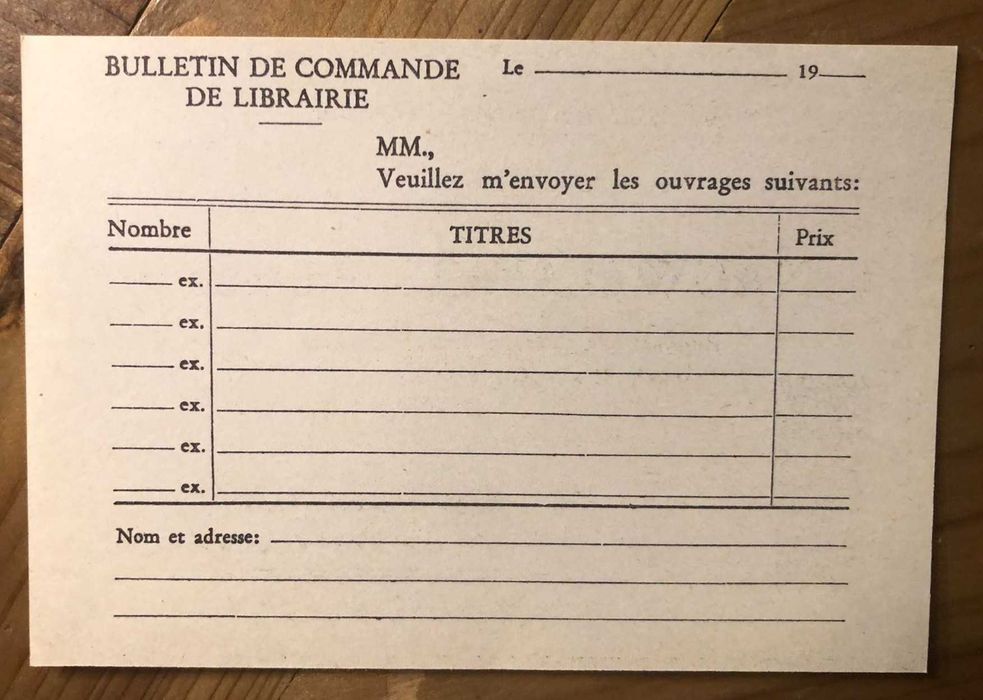 BULLETIN DE COMMANDE
DE LIBRAIRIE
Le 19
MM.,
Veuillez m'envoyer les ouvrages suivants:
Nombre TITRES Prix
ex.
ex.
ex.
ex.
ex.
ex.
Nom et adresse: